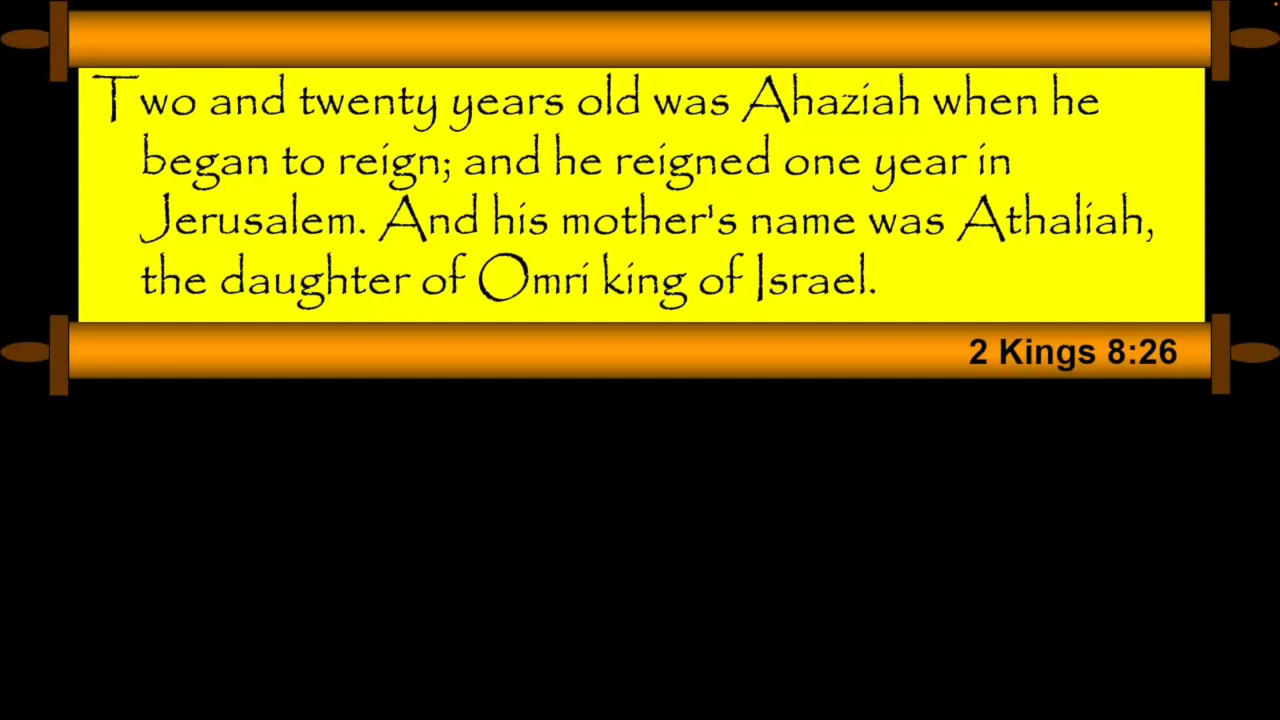 Two and twenty years old was Ahaziah when he
began to reign; and he reigned one year in
Jerusalem. And his mother's name was Athaliah,
the daughter of Omri king of Israel.
2 Kings 8:26